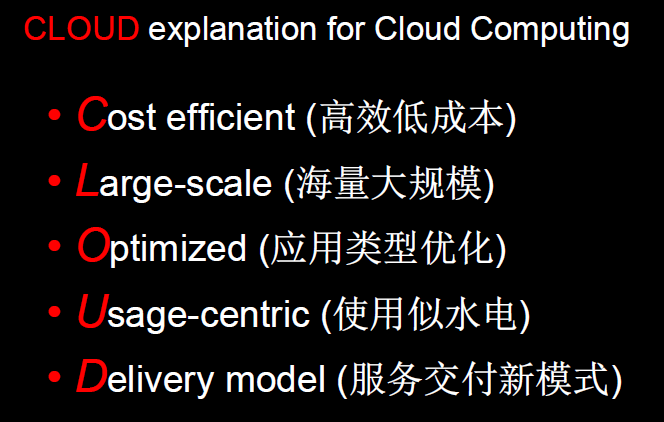 CLOUD explanation for Cloud Computing
• Cost efficient (高效低成本)
• Large-scale (海量大规模)
• Optimized (应用类型优化)
• Usage-centric (使用似水电)
• Delivery model (服务交付新模式)